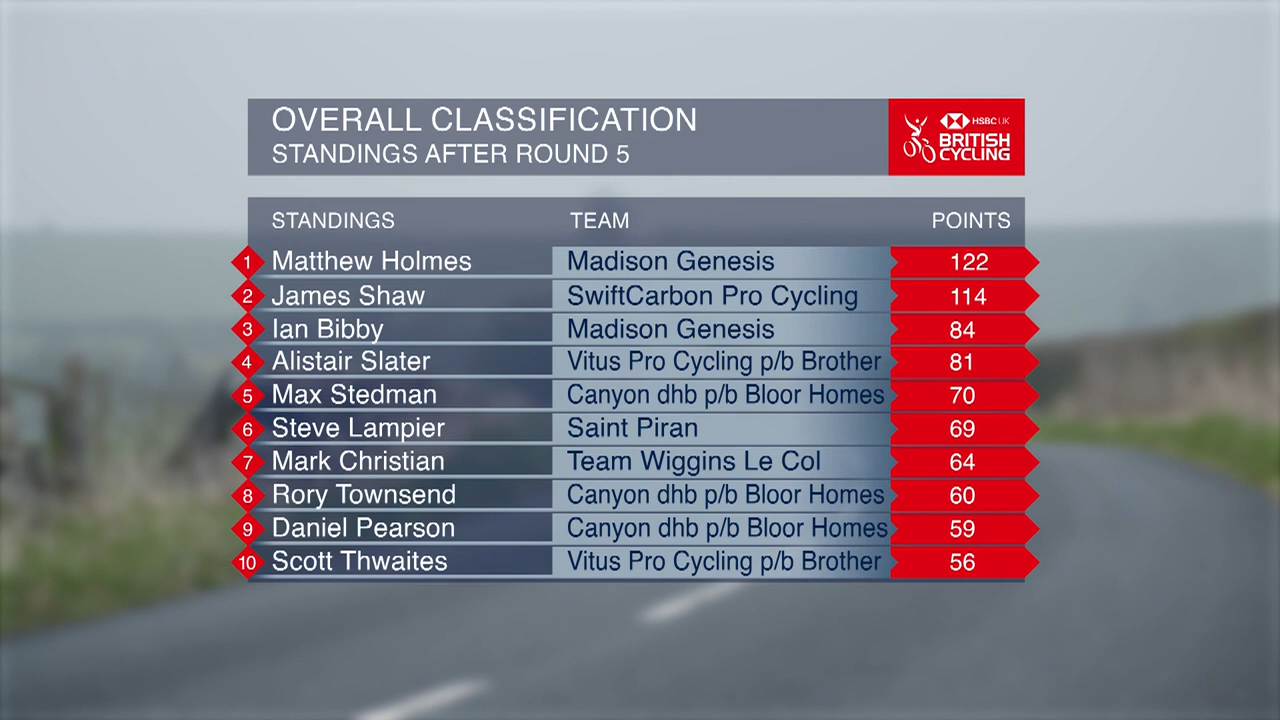 OVERALL CLASSIFICATION
STANDINGS AFTER ROUND 5
HSBC UK
BRITISH
CYCLING
STANDINGS TEAM POINTS
1 Matthew Holmes Madison Genesis 122
2 James Shaw SwiftCarbon Pro Cycling 114
3 Ian Bibby Madison Genesis 84
4 Alistair Slater Vitus Pro Cycling p/b Brother 81
5 Max Stedman Canyon dhb p/b Bloor Homes 70
6 Steve Lampier Saint Piran 69
7 Mark Christian Team Wiggins Le Col 64
8 Rory Townsend Canyon dhb p/b Bloor Homes 60
9 Daniel Pearson Canyon dhb p/b Bloor Homes 59
10 Scott Thwaites Vitus Pro Cycling p/b Brother 56